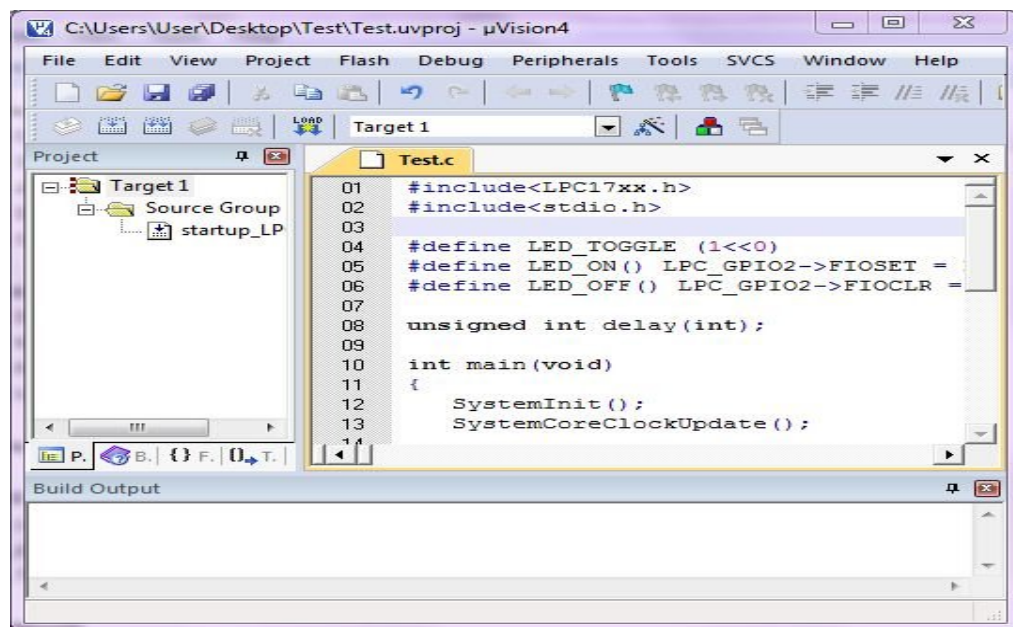 C:\Users\User\Desktop\Test\Test.uvproj - µVision4
File Edit View Project Flash Debug Peripherals Tools SVCS Window Help
LOAD
Target 1
Project
Test.c
Target 1
Source Group
startup_LP
01 #include<LPC17xx.h>
02 #include<stdio.h>
03
04 #define LED_TOGGLE (1<<0)
05 #define LED_ON() LPC_GPIO2->FIOSET =
06 #define LED_OFF() LPC_GPIO2->FIOCLR =
07
08 unsigned int delay(int);
09
10 int main(void)
11 {
12 SystemInit();
13 SystemCoreClockUpdate();
14
P. B. {} F. 0 T.
Build Output